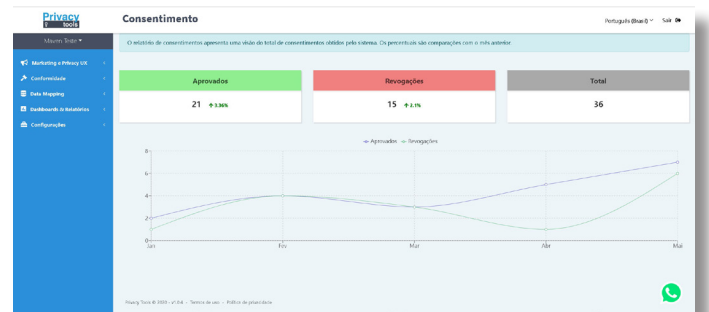 Privacy
tools
Consentimento
Português (Brasil)
Sair
Mauren Teste
O relatório de consentimentos apresenta uma visão do total de consentimentos obtidos pelo sistema. Os percentuais são comparações com o mês anterior.
Marketing e Privacy UX
Conformidade
Data Mapping
Dashboards & Relatórios
Configurações
Aprovados
Revogações
Total
21 3.36%
15 2.1%
36
Aprovados Revogações
8
6
4
2
0
Jan Fev Mar Abr Mai
Privacy Tools © 2020 - v1.9.6 - Termos de uso - Política de privacidade